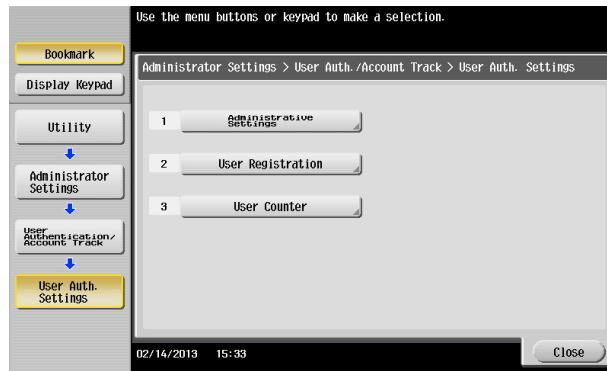 Use the menu buttons or keypad to make a selection.
Bookmark
Display Keypad
Utility
Administrator
Settings
User
Authentication/
Account Track
User Auth.
Settings
Administrator Settings > User Auth./Account Track > User Auth. Settings
1 Administrative
Settings
2 User Registration
3 User Counter
02/14/2013 15:33
Close